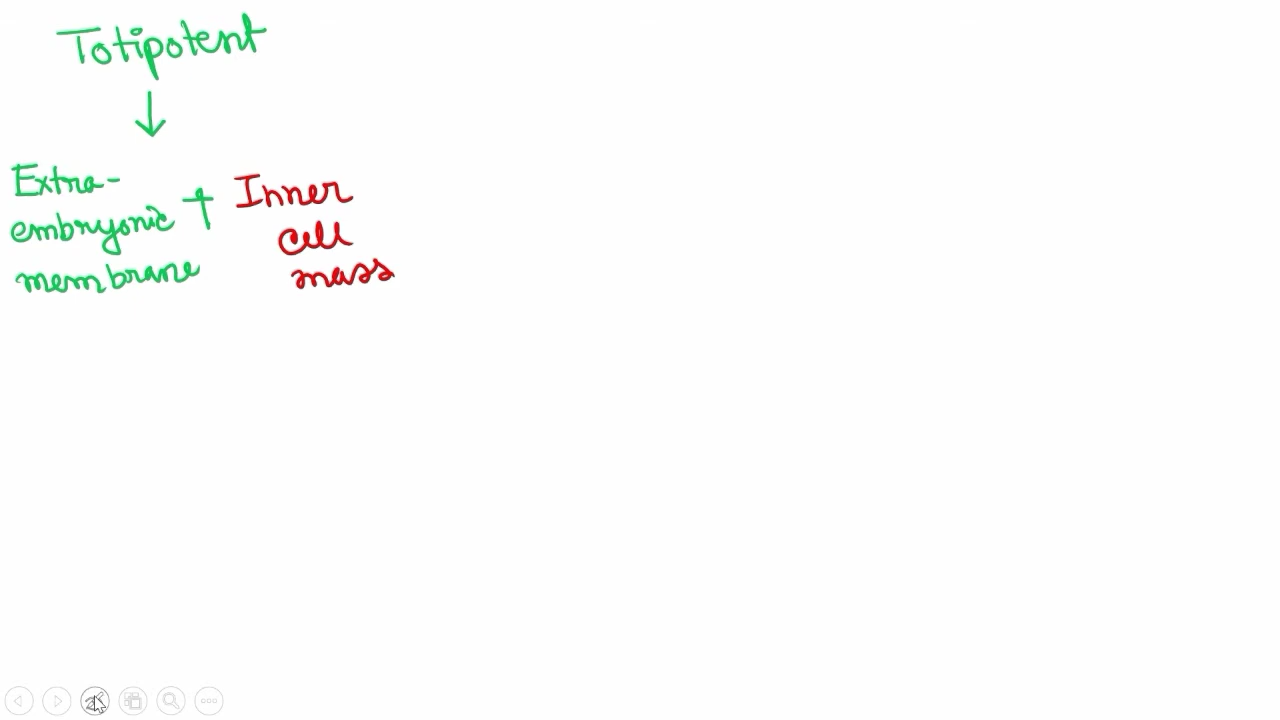 Totipotent
↓
Extra-
embryonic + Inner
membrane cell
mass